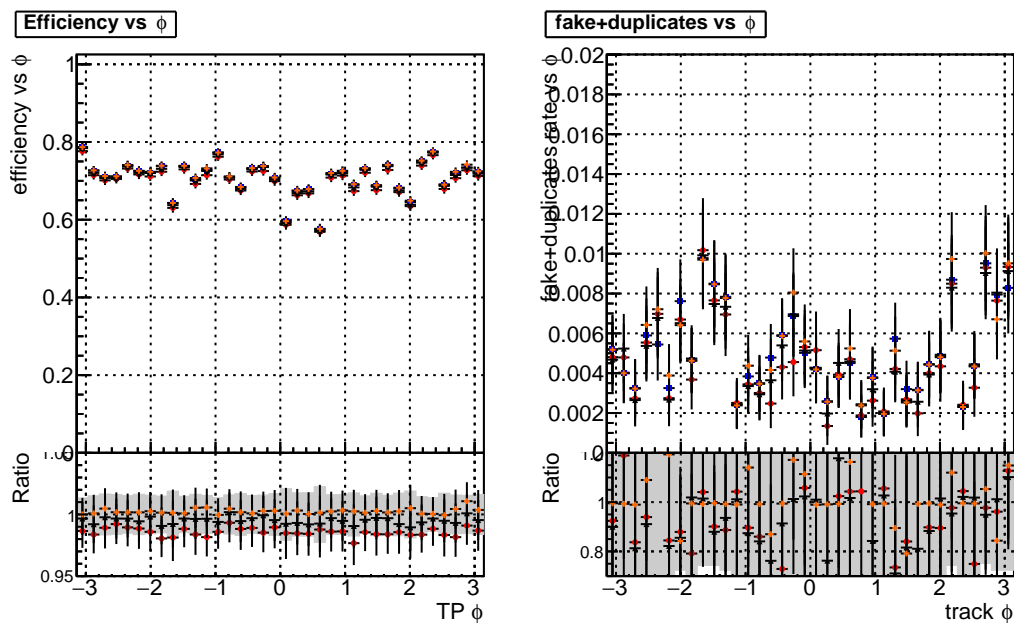 Efficiency vs ϕ
efficiency vs ϕ
1
0.8
0.6
0.4
0.2
0
Ratio
1
0.95
−3 −2 −1 0 1 2 3
TP ϕ
fake+duplicates vs ϕ
fake+duplicates rate vs ϕ
0.02
0.018
0.016
0.014
0.012
0.01
0.008
0.006
0.004
0.002
Ratio
1
0.8
−3 −2 −1 0 1 2 3
track ϕ